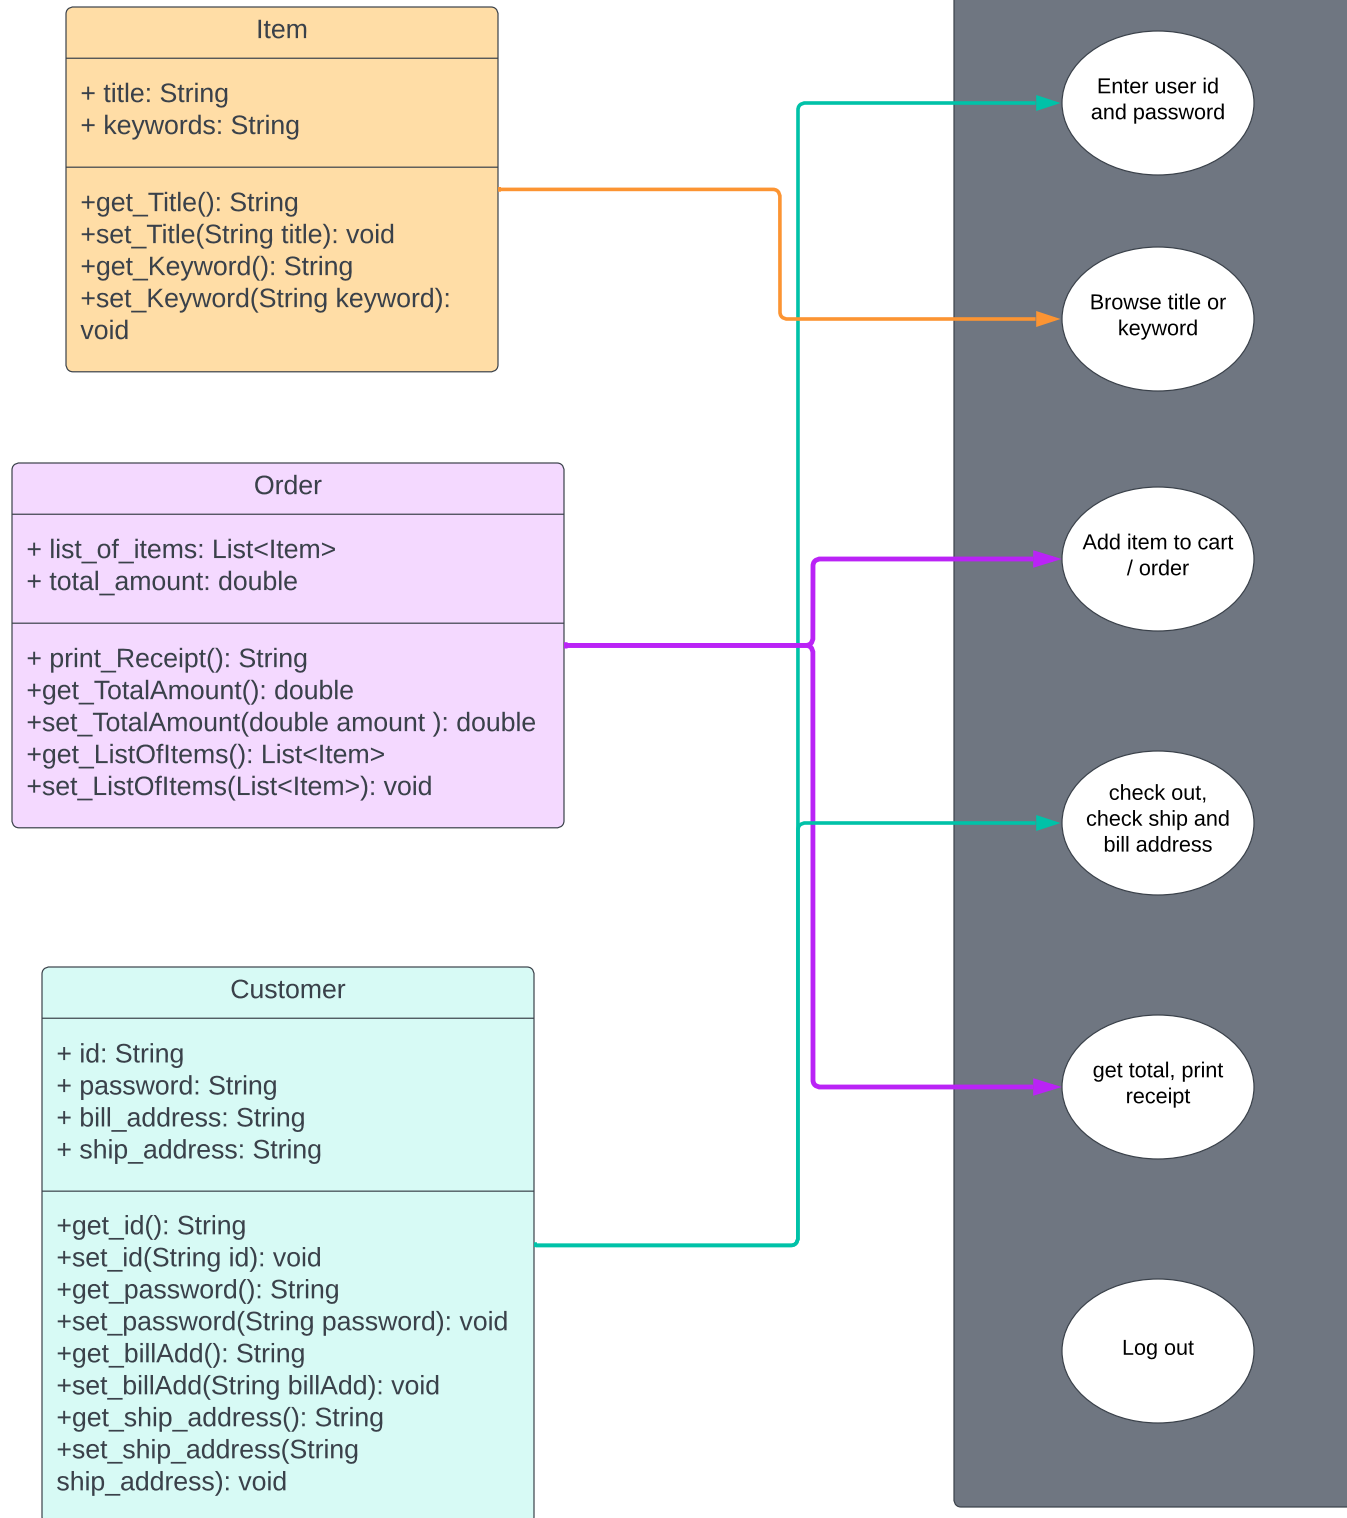 Item
+ title: String
+ keywords: String
+get_Title(): String
+set_Title(String title): void
+get_Keyword(): String
+set_Keyword(String keyword):
void
Order
+ list_of_items: List<Item>
+ total_amount: double
+ print_Receipt(): String
+get_TotalAmount(): double
+set_TotalAmount(double amount ): double
+get_ListOfItems(): List<Item>
+set_ListOfItems(List<Item>): void
Customer
+ id: String
+ password: String
+ bill_address: String
+ ship_address: String
+get_id(): String
+set_id(String id): void
+get_password(): String
+set_password(String password): void
+get_billAdd(): String
+set_billAdd(String billAdd): void
+get_ship_address(): String
+set_ship_address(String
ship_address): void
Enter user id
and password
Browse title or
keyword
Add item to cart
/ order
check out,
check ship and
bill address
get total, print
receipt
Log out